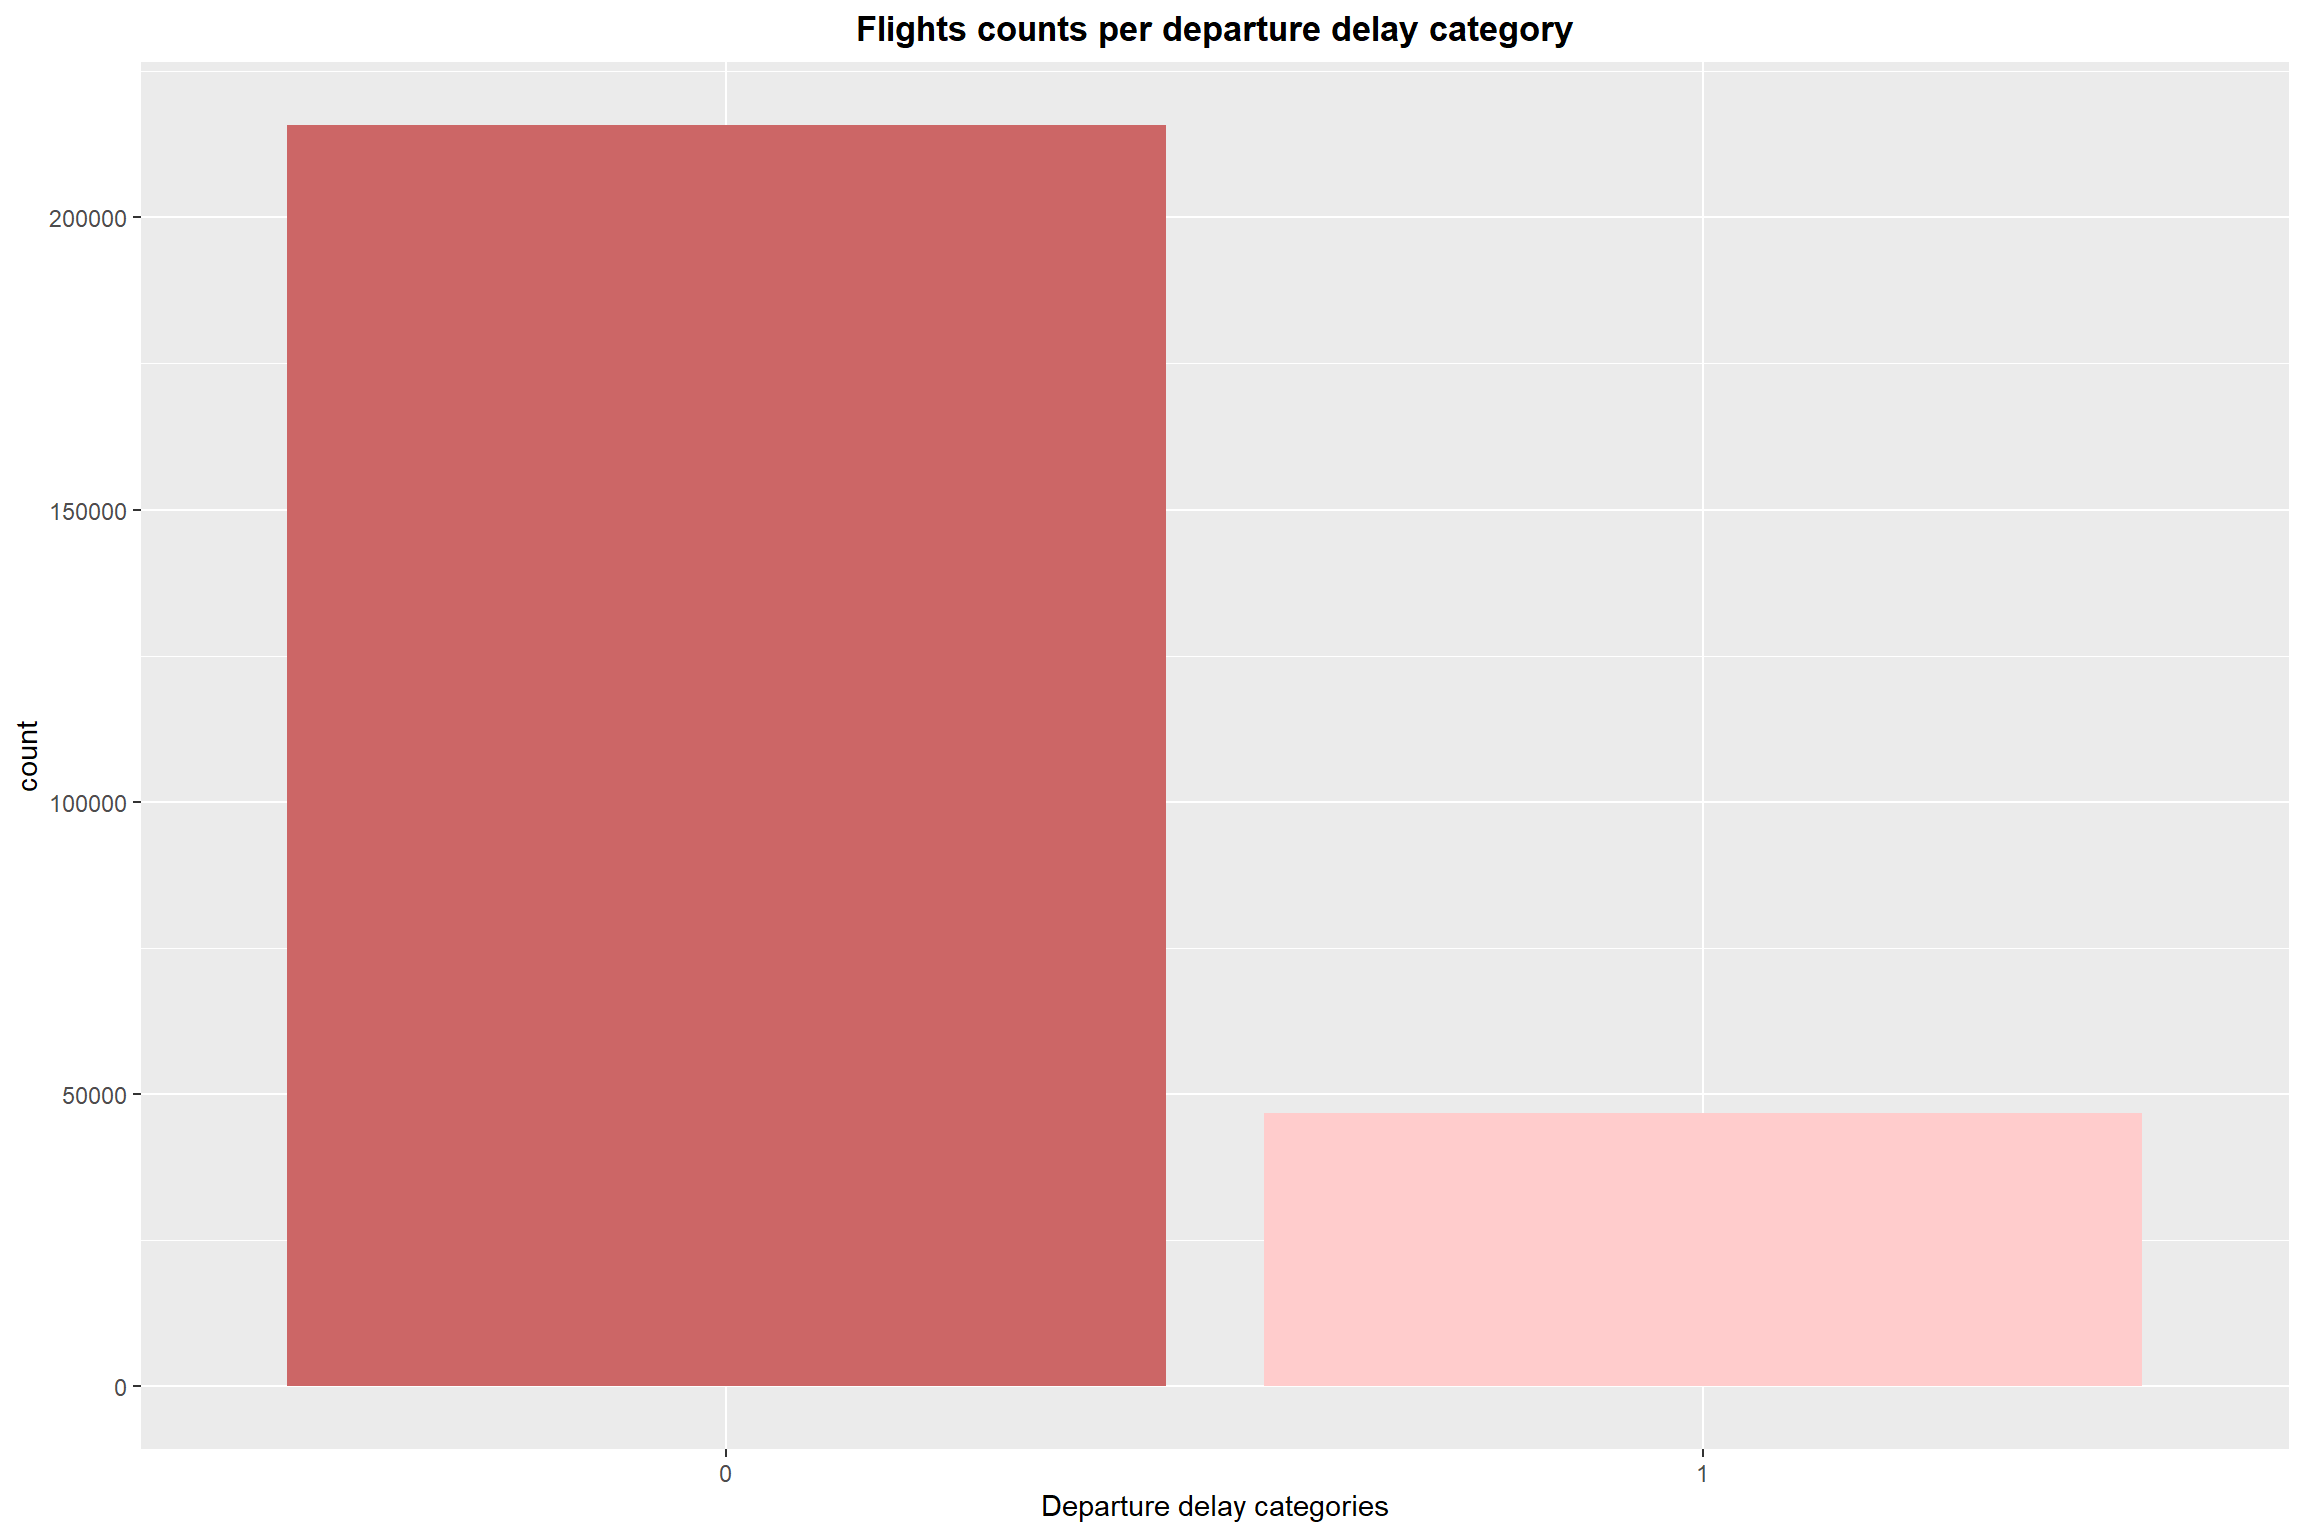 Flights counts per departure delay category
count
200000
150000
100000
50000
0
0 1
Departure delay categories